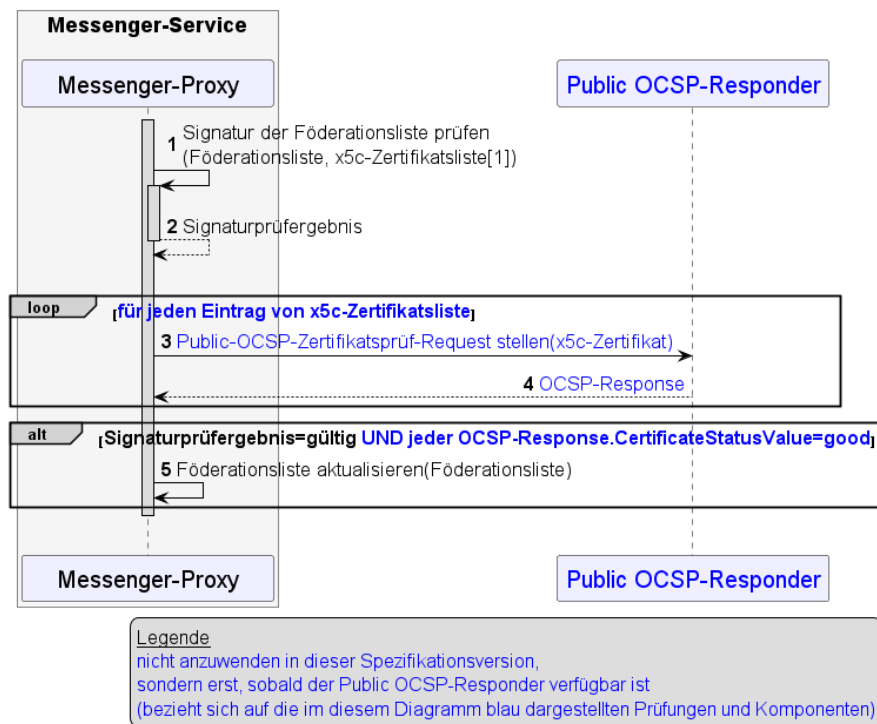 Messenger-Service
Messenger-Proxy
Public OCSP-Responder
1 Signatur der Föderationsliste prüfen
(Föderationsliste, x5c-Zertifikatsliste[1])
2 Signaturprüfergebnis
loop [für jeden Eintrag von x5c-Zertifikatsliste]
3 Public-OCSP-Zertifikatsprüf-Request stellen(x5c-Zertifikat)
4 OCSP-Response
alt [Signaturprüfergebnis=gültig UND jeder OCSP-Response.CertificateStatusValue=good]
5 Föderationsliste aktualisieren(Föderationsliste)
Messenger-Proxy
Public OCSP-Responder
Legende
nicht anzuwenden in dieser Spezifikationsversion,
sondern erst, sobald der Public OCSP-Responder verfügbar ist
(bezieht sich auf die im diesem Diagramm blau dargestellten Prüfungen und Komponenten)